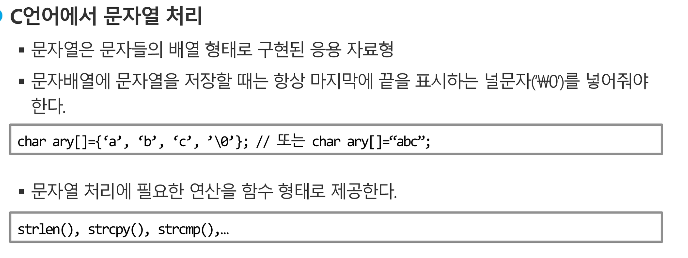 C언어에서 문자열 처리
▪ 문자열은 문자들의 배열 형태로 구현된 응용 자료형
▪ 문자배열에 문자열을 저장할 때는 항상 마지막에 끝을 표시하는 널문자('₩0')를 넣어줘야
한다.
char ary[]={‘a’, ‘b’, ‘c’, ’\0’}; // 또는 char ary[]=“abc”;
▪ 문자열 처리에 필요한 연산을 함수 형태로 제공한다.
strlen(), strcpy(), strcmp(),…